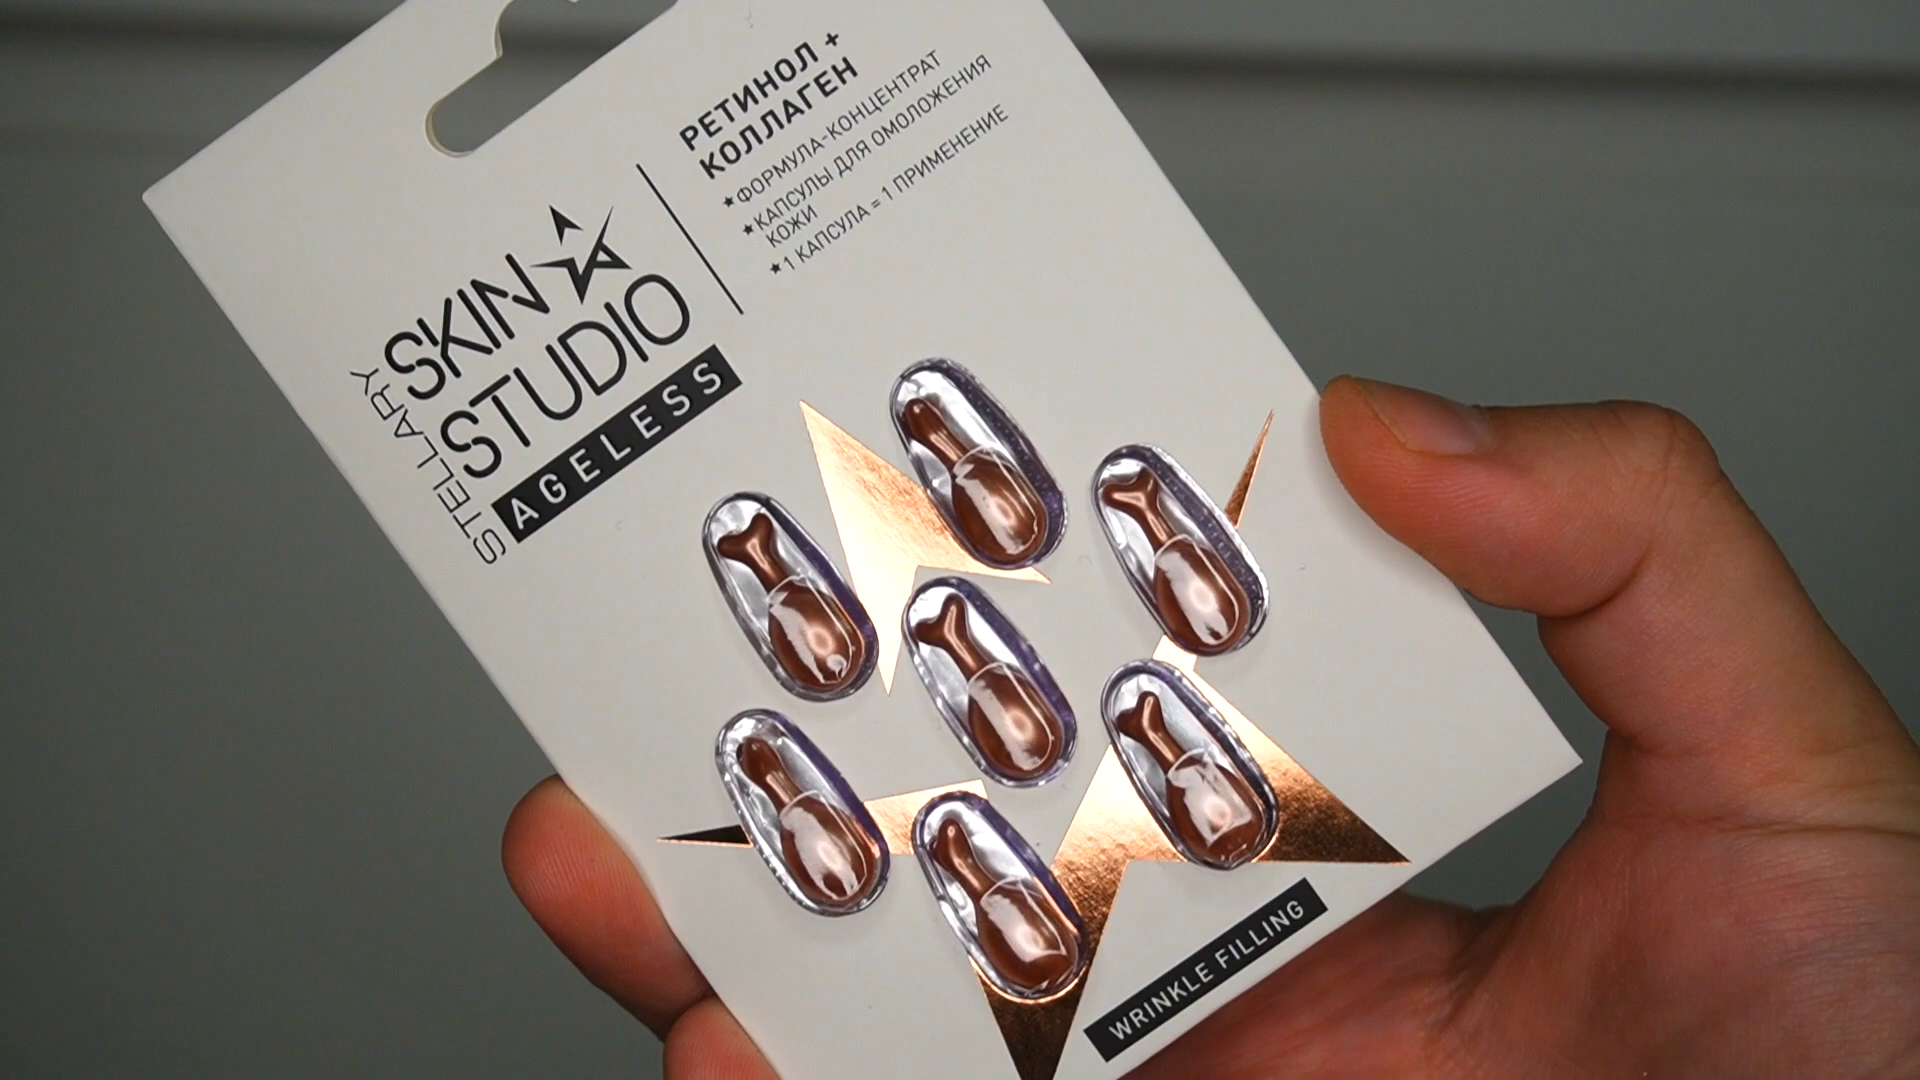 STELLARY
SKIN
STUDIO
AGELESS
РЕТИНОЛ +
КОЛЛАГЕН
★ФОРМУЛА-КОНЦЕНТРАТ
★КАПСУЛЫ ДЛЯ ОМОЛОЖЕНИЯ
КОЖИ
★1 КАПСУЛА = 1 ПРИМЕНЕНИЕ
WRINKLE FILLING